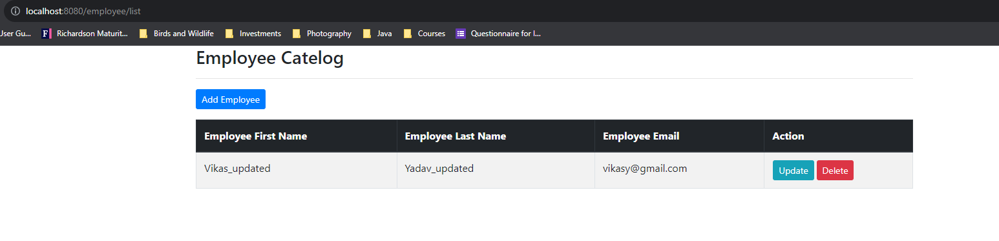 localhost:8080/employee/list
User Gu... Richardson Maturit... Birds and Wildlife Investments Photography Java Courses Questionnaire for I...
Employee Catelog
Add Employee
Employee First Name Employee Last Name Employee Email Action
Vikas_updated Yadav_updated vikasy@gmail.com Update Delete